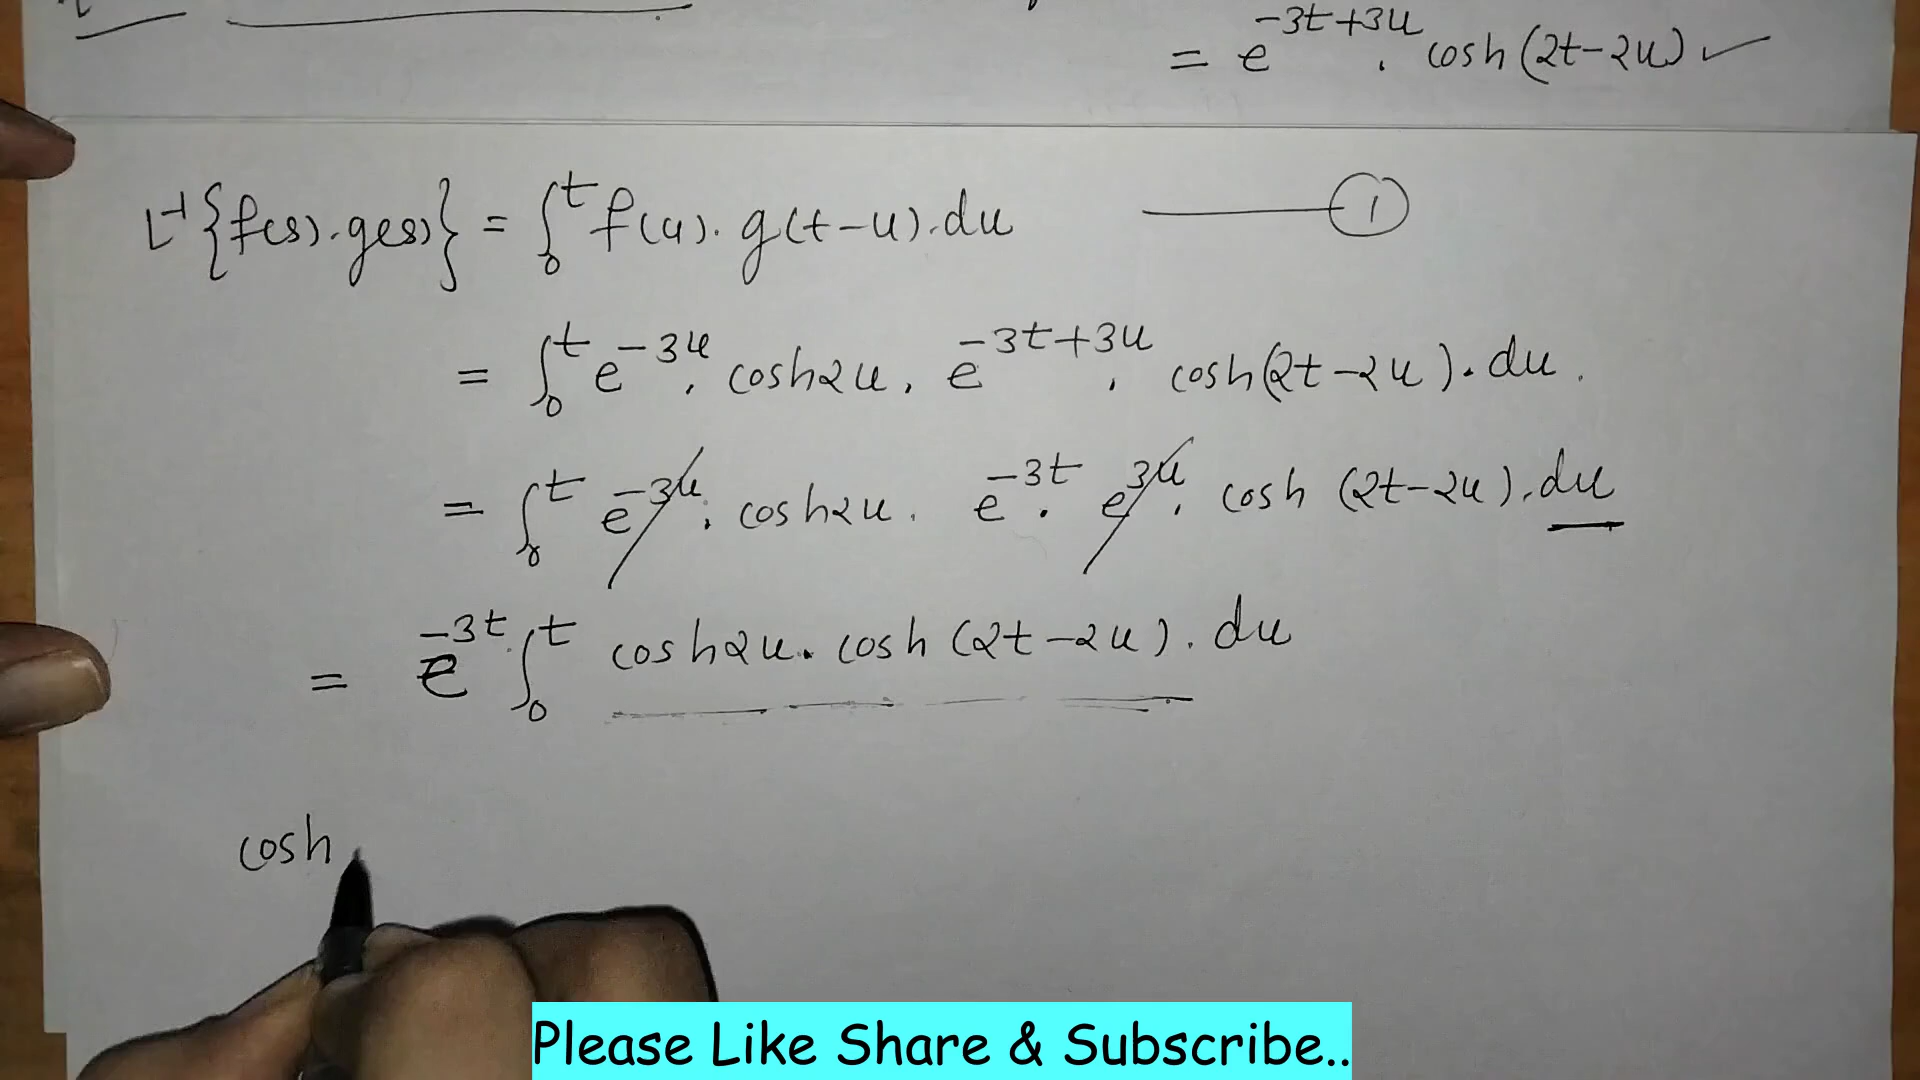 = e^{-3t+3u} . cosh (2t-2u) ✓
L^{-1}{f(s).g(s)} = ∫_0^t f(u). g(t-u).du ——— ①
= ∫_0^t e^{-3u}. cosh2u. e^{-3t+3u} . cosh(2t-2u).du.
= ∫_0^t e^{-3u}. cosh2u. e^{-3t}. e^{3u}. cosh (2t-2u).du
= e^{-3t}. ∫_0^t cosh2u. cosh (2t-2u). du
cosh
Please Like Share & Subscribe..